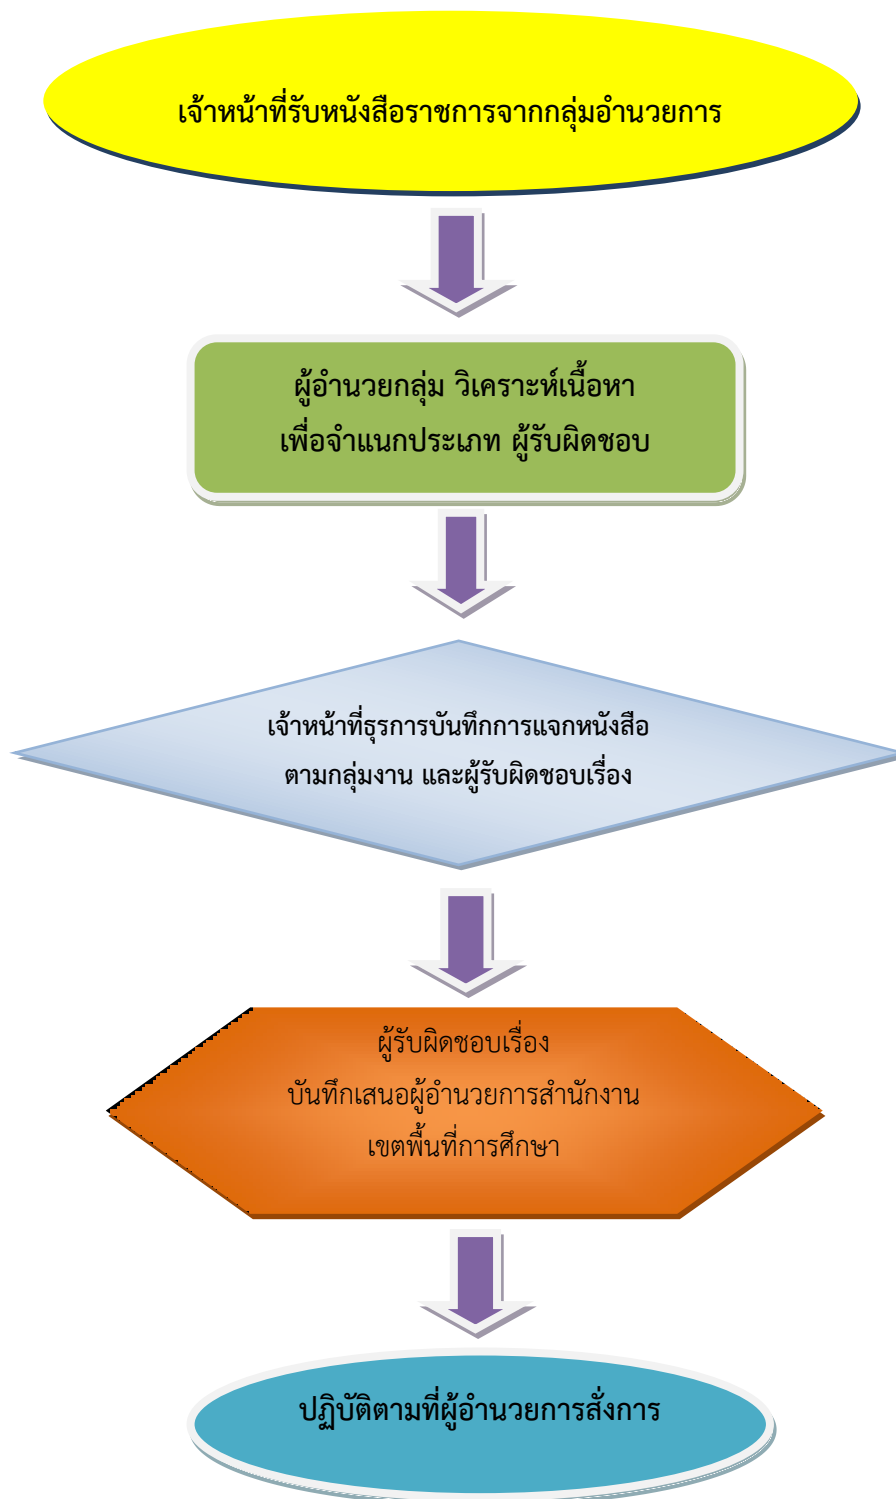 เจ้าหน้าที่รับหนังสือราชการจากกลุ่มอำนวยการ
ผู้อำนวยกลุ่ม วิเคราะห์เนื้อหา
เพื่อจำแนกประเภท ผู้รับผิดชอบ
เจ้าหน้าที่ธุรการบันทึกการแจกหนังสือ
ตามกลุ่มงาน และผู้รับผิดชอบเรื่อง
ผู้รับผิดชอบเรื่อง
บันทึกเสนอผู้อำนวยการสำนักงาน
เขตพื้นที่การศึกษา
ปฏิบัติตามที่ผู้อำนวยการสั่งการ